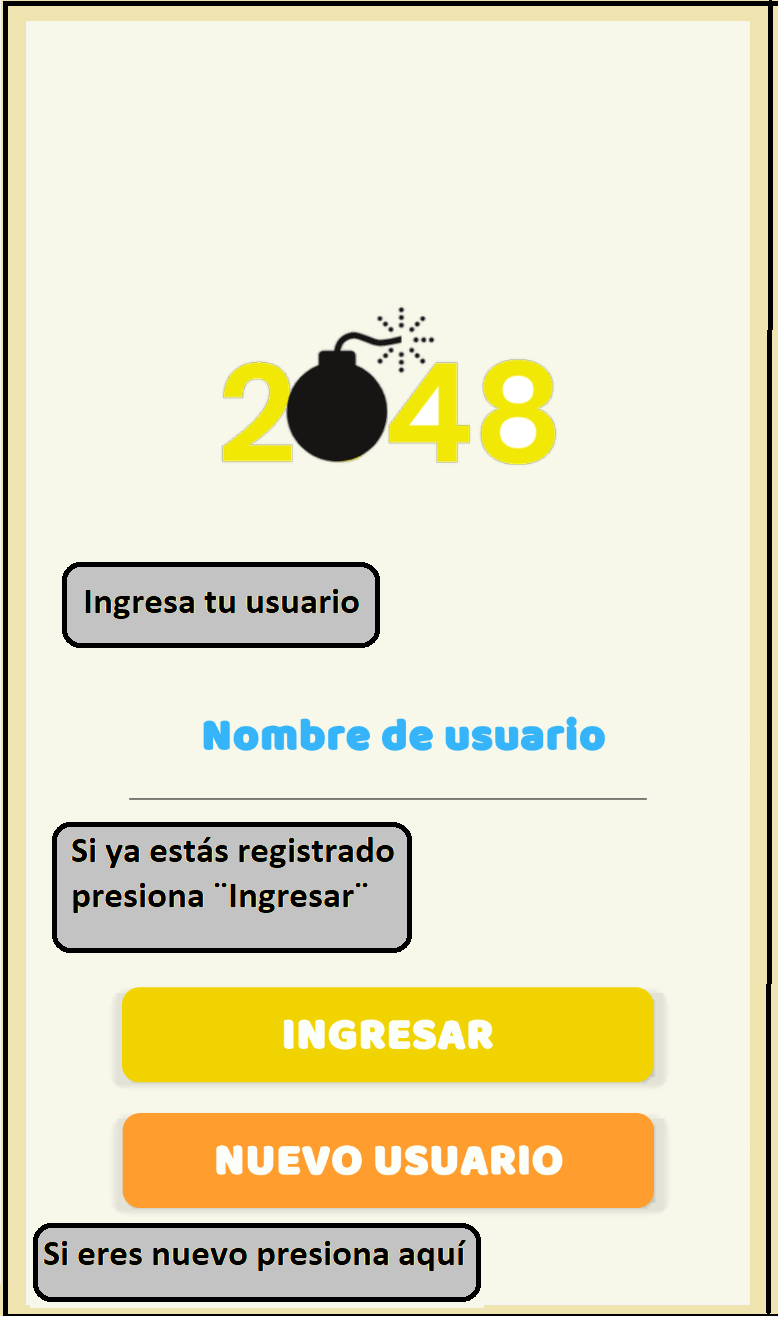 2048
Ingresa tu usuario
Nombre de usuario
Si ya estás registrado
presiona ¨Ingresar¨
INGRESAR
NUEVO USUARIO
Si eres nuevo presiona aquí